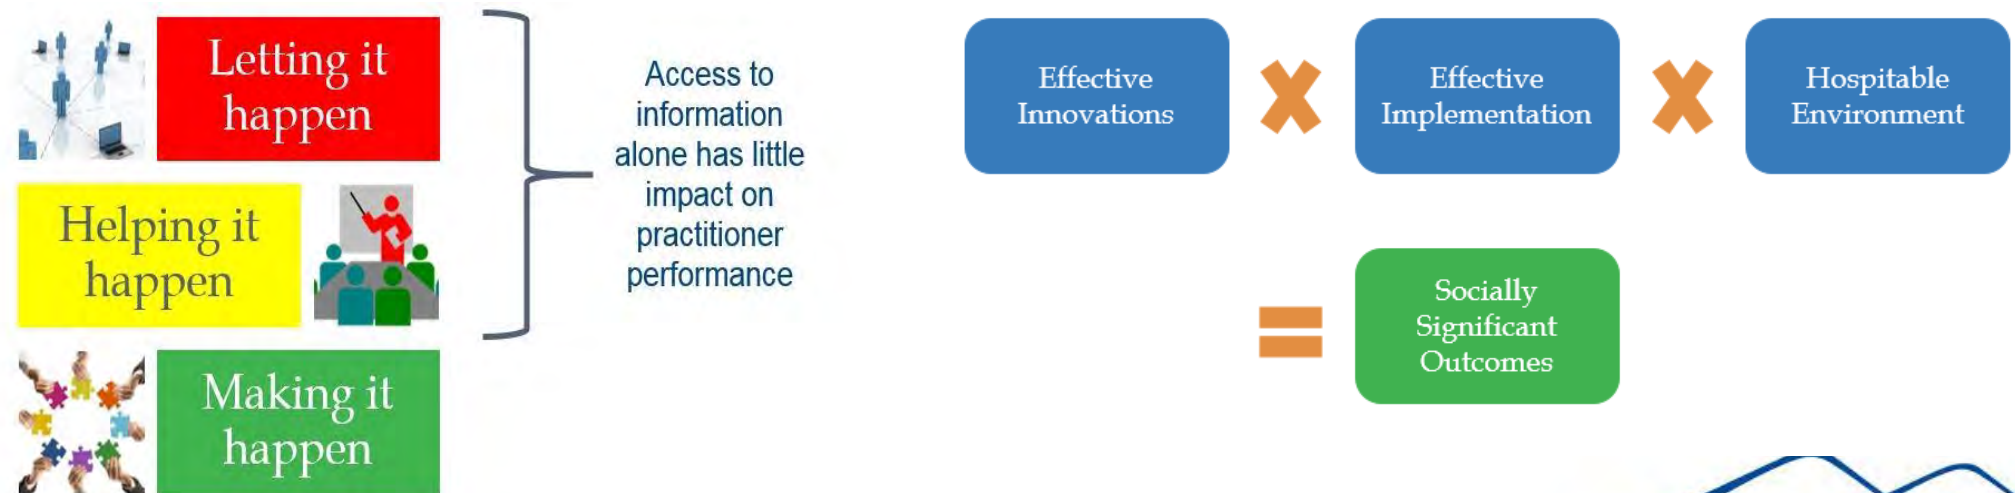 Letting it
happen
Helping it
happen
Making it
happen
Access to
information
alone has little
impact on
practitioner
performance
Effective
Innovations
Effective
Implementation
Hospitable
Environment
Socially
Significant
Outcomes